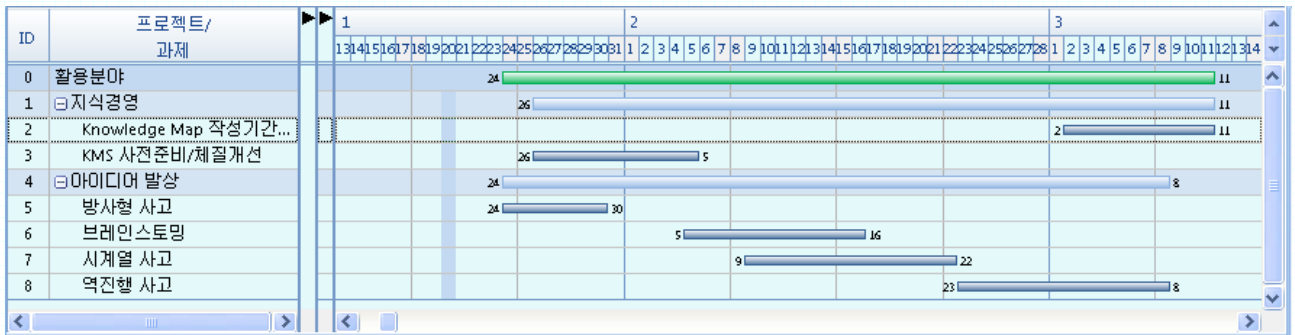 ID
프로젝트/
과제
1 2 3
13 14 15 16 17 18 19 20 21 22 23 24 25 26 27 28 29 30 31 1 2 3 4 5 6 7 8 9 10 11 12 13 14 15 16 17 18 19 20 21 22 23 24 25 26 27 28 1 2 3 4 5 6 7 8 9 10 11 12 13 14
0 활용분야 24 11
1 지식경영 26 11
2 Knowledge Map 작성기간... 2 11
3 KMS 사전준비/체질개선 26 5
4 아이디어 발상 24 8
5 방사형 사고 24 30
6 브레인스토밍 5 16
7 시계열 사고 9 22
8 역진행 사고 23 8